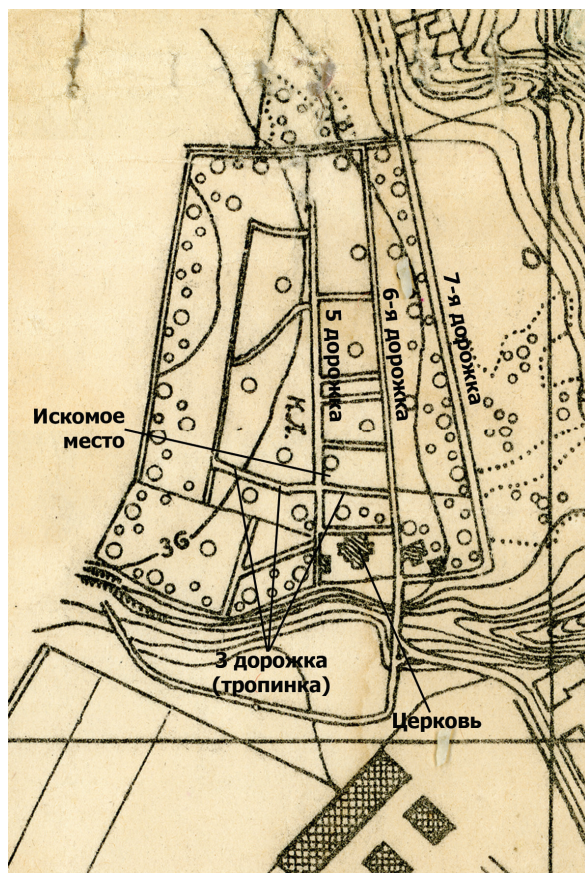 7-я дорожка
6-я дорожка
5 дорожка
Искомое
место
36
3 дорожка
(тропинка)
Церковь